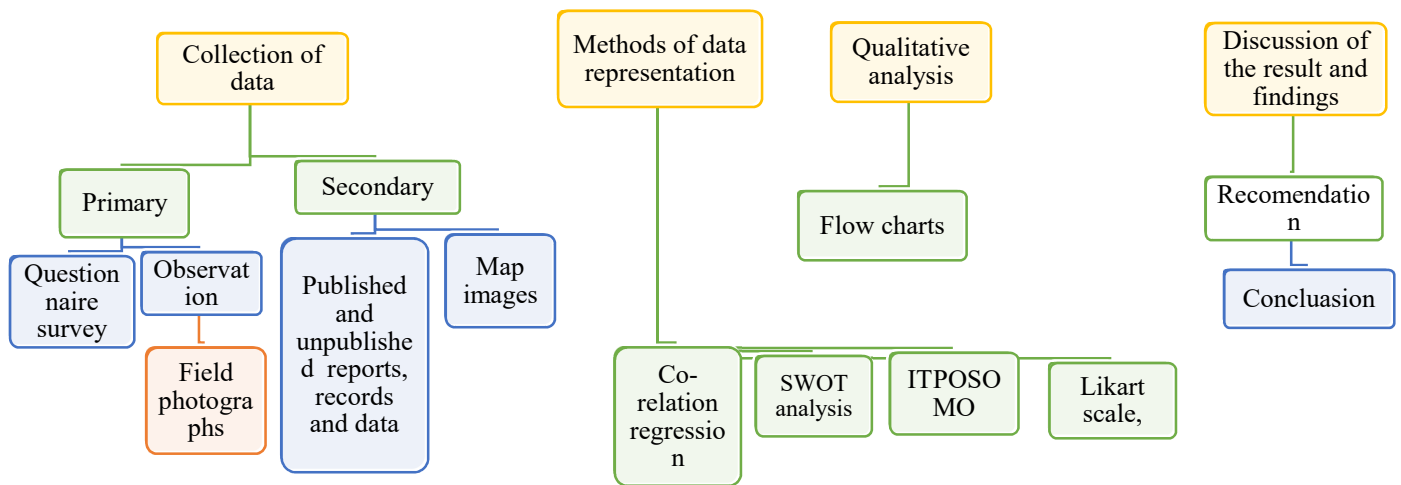 Collection of
data
Primary
Question
naire
survey
Observat
ion
Field
photogra
phs
Secondary
Published
and
unpublishe
d reports,
records
and data
Map
images
Methods of data
representation
Co-
relation
regressio
n
SWOT
analysis
ITPOSO
MO
Likart
scale,
Qualitative
analysis
Flow charts
Discussion of
the result and
findings
Recomendatio
n
Concluasion